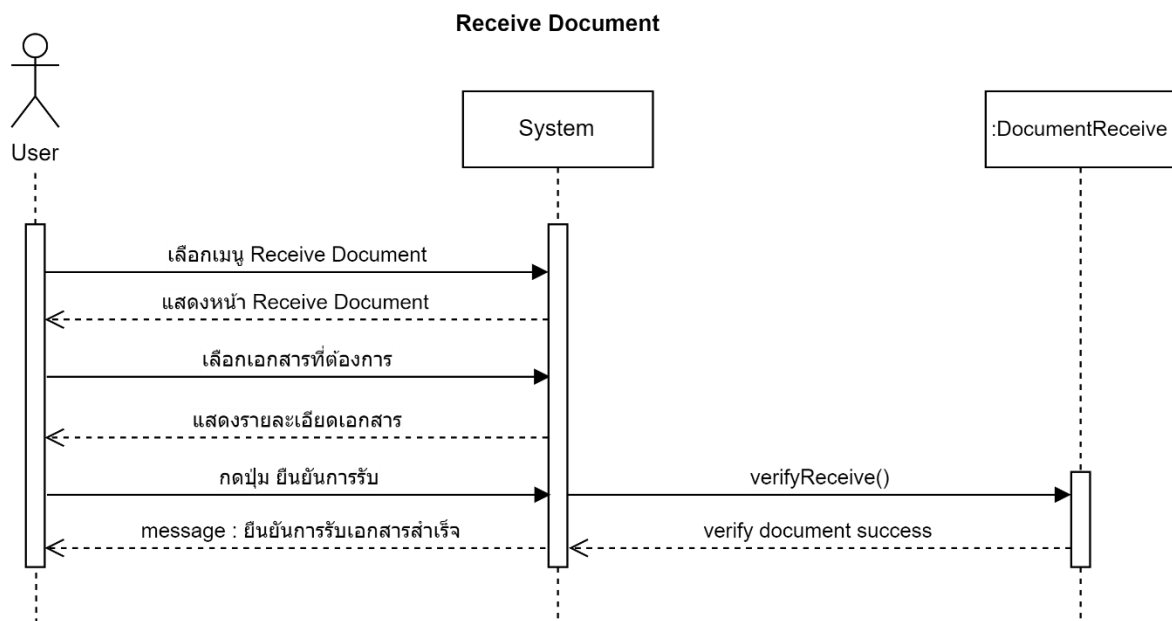 Receive Document
User
System
:DocumentReceive
เลือกเมนู Receive Document
แสดงหน้า Receive Document
เลือกเอกสารที่ต้องการ
แสดงรายละเอียดเอกสาร
กดปุ่ม ยืนยันการรับ
verifyReceive()
message : ยืนยันการรับเอกสารสำเร็จ
verify document success